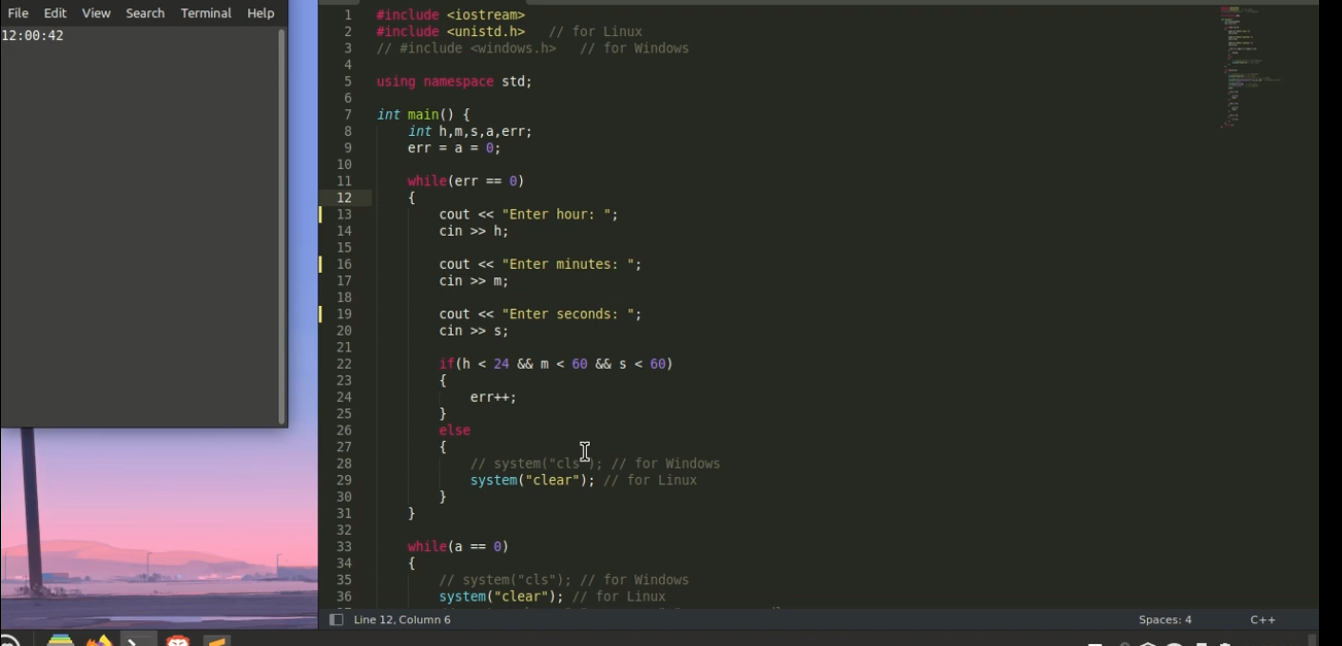 File Edit View Search Terminal Help
12:00:42
1 #include <iostream>
2 #include <unistd.h>   // for Linux
3 // #include <windows.h>   // for Windows
4
5 using namespace std;
6
7 int main() {
8     int h,m,s,a,err;
9     err = a = 0;
10
11     while(err == 0)
12     {
13         cout << "Enter hour: ";
14         cin >> h;
15
16         cout << "Enter minutes: ";
17         cin >> m;
18
19         cout << "Enter seconds: ";
20         cin >> s;
21
22         if(h < 24 && m < 60 && s < 60)
23         {
24             err++;
25         }
26         else
27         {
28             // system("cls"); // for Windows
29             system("clear"); // for Linux
30         }
31     }
32
33     while(a == 0)
34     {
35         // system("cls"); // for Windows
36         system("clear"); // for Linux
Line 12, Column 6
Spaces: 4
C++